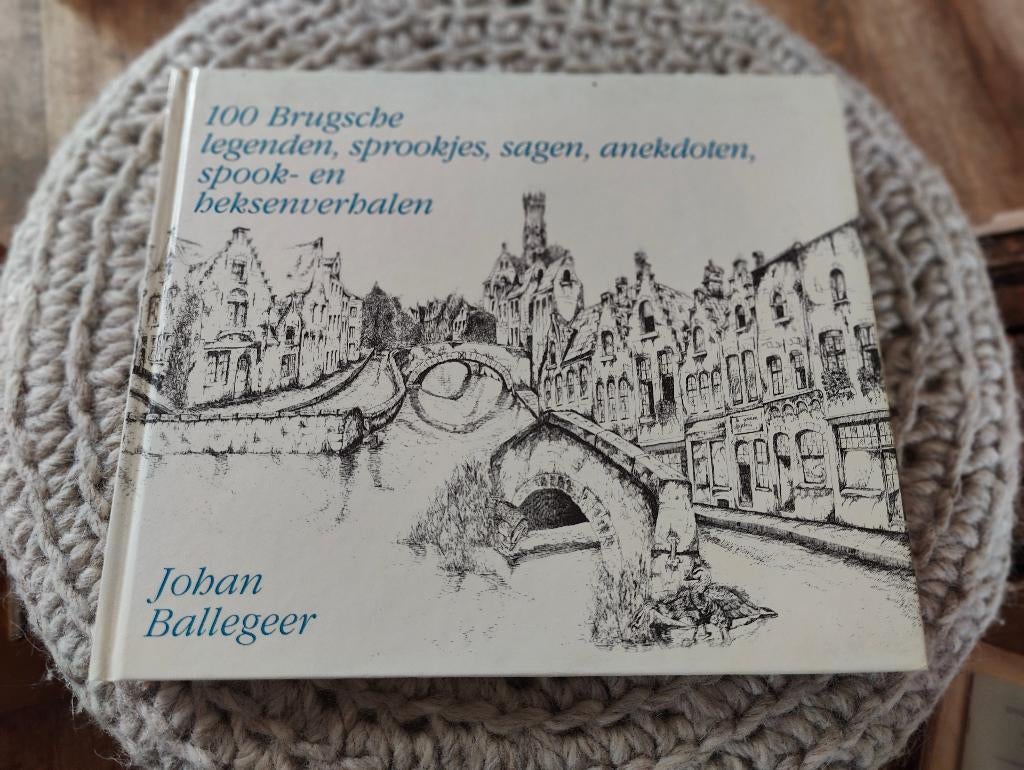 100 Brugsche
legenden, sprookjes, sagen, anekdoten,
spook- en
heksenverhalen
Johan
Ballegeer